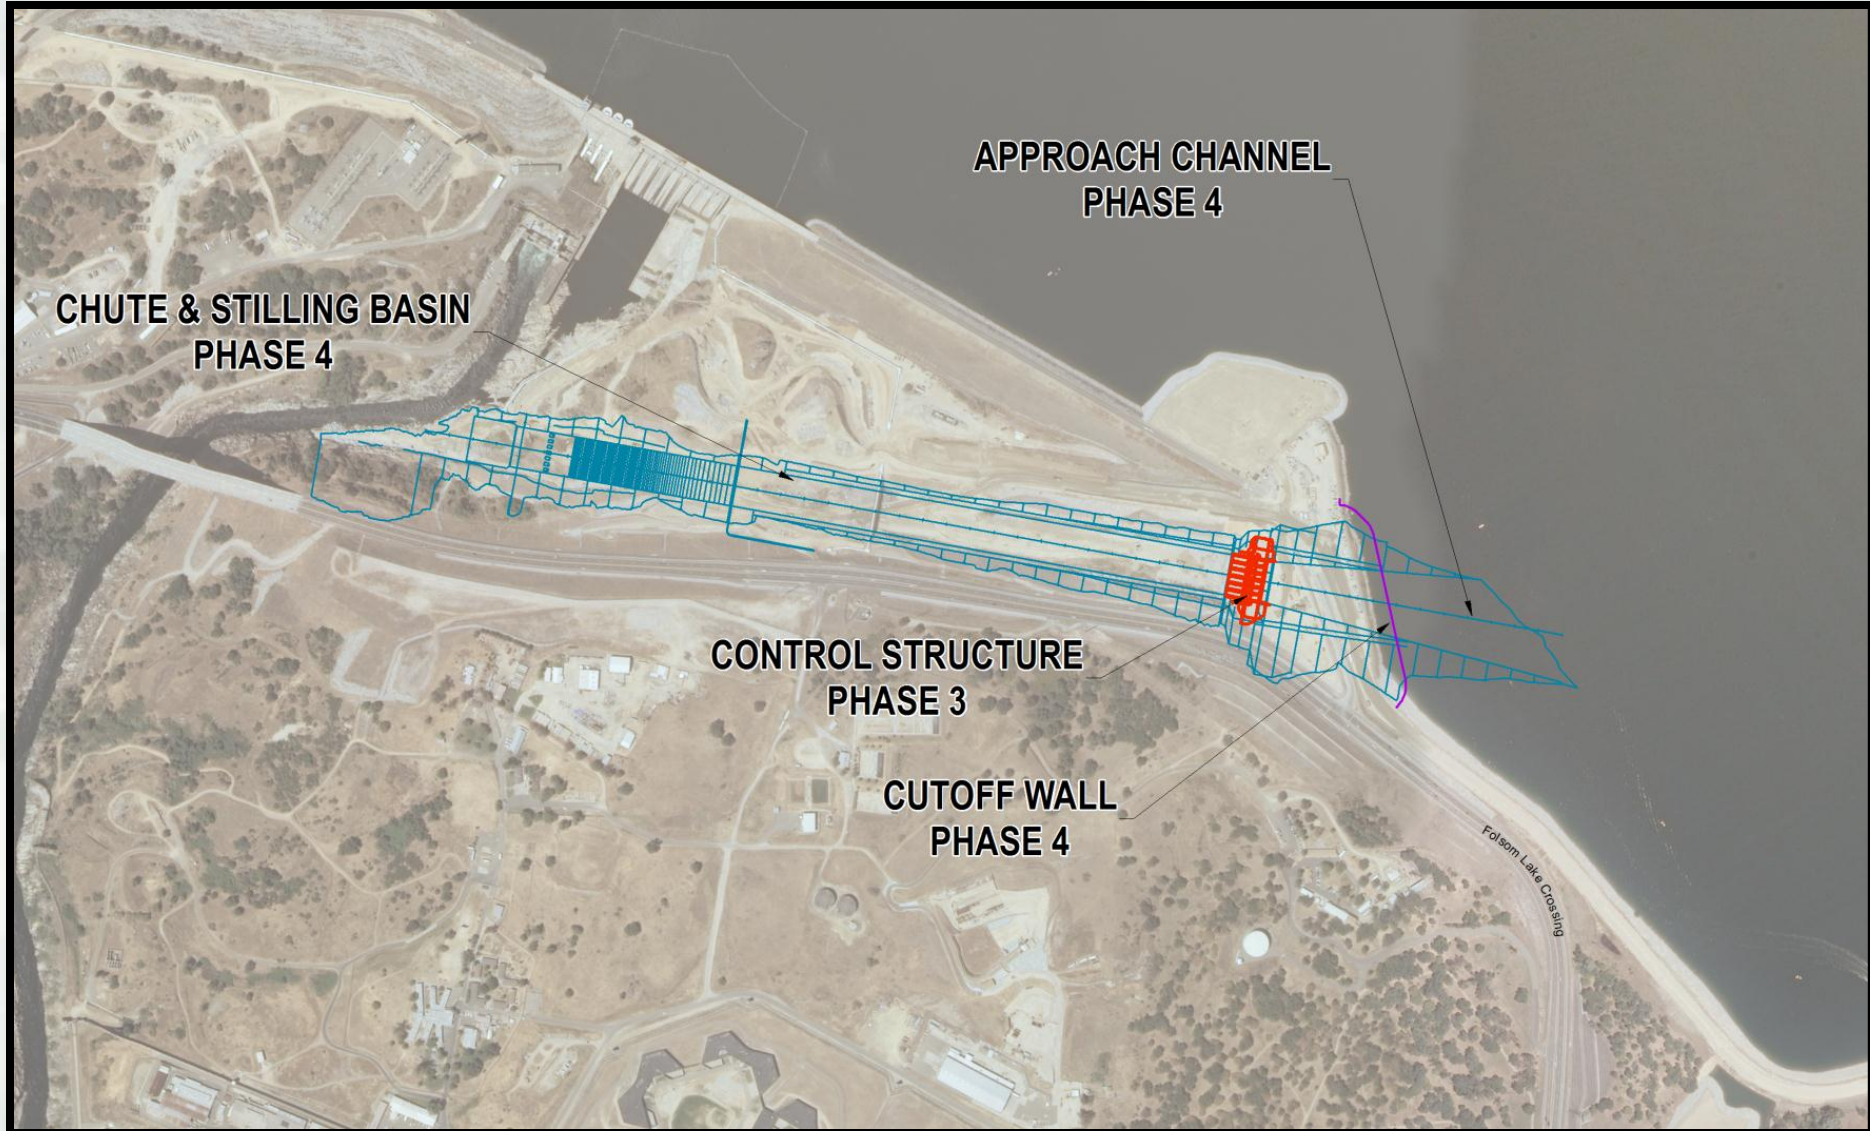 APPROACH CHANNEL
PHASE 4
CHUTE & STILLING BASIN
PHASE 4
CONTROL STRUCTURE
PHASE 3
CUTOFF WALL
PHASE 4
Folsom Lake Crossing